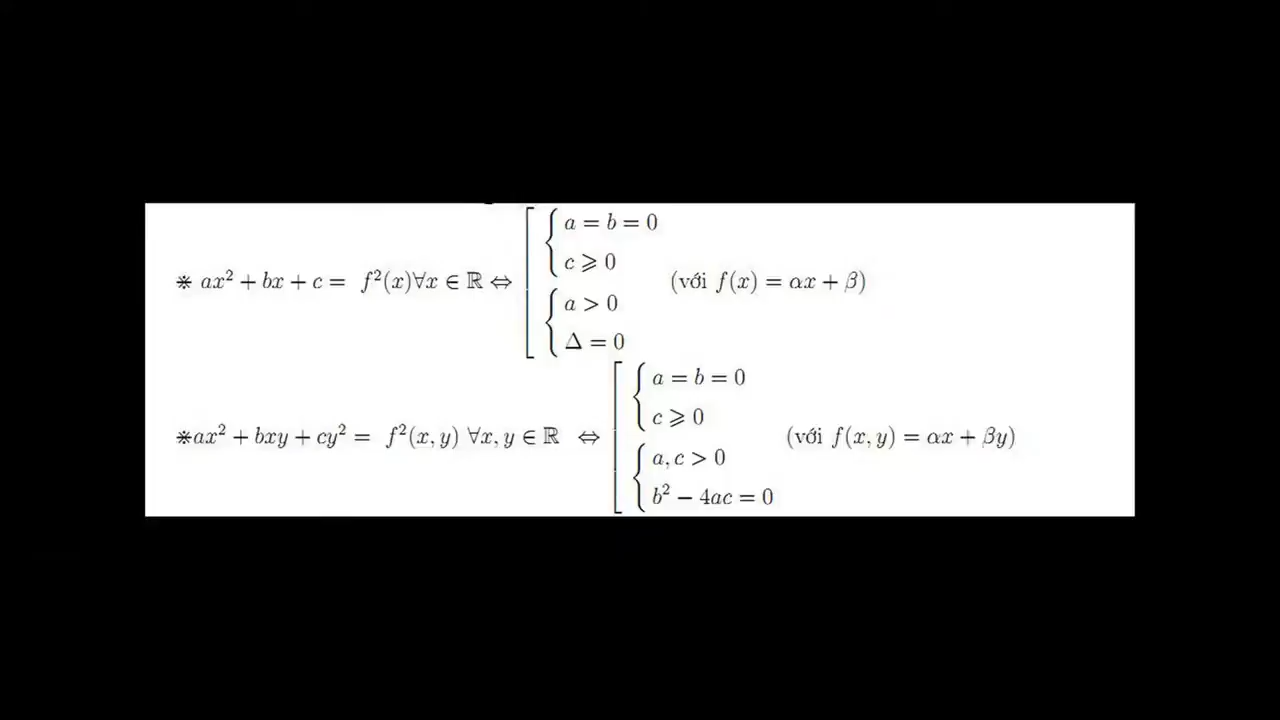 a = b = 0
c ⩾ 0
※ ax² + bx + c = f²(x)∀x ∈ ℝ ⇔ (với f(x) = αx + β)
a > 0
Δ = 0
a = b = 0
c ⩾ 0
※ax² + bxy + cy² = f²(x, y) ∀x, y ∈ ℝ ⇔ (với f(x, y) = αx + βy)
a, c > 0
b² − 4ac = 0